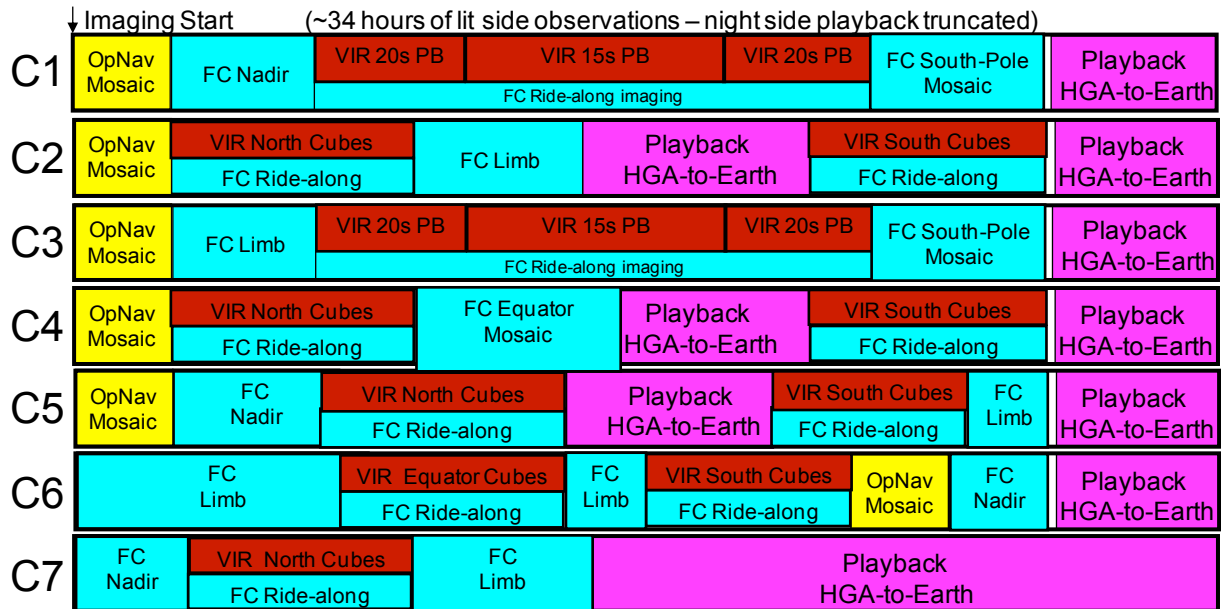 Imaging Start (~34 hours of lit side observations – night side playback truncated)
C1
OpNav
Mosaic
FC Nadir
VIR 20s PB
VIR 15s PB
VIR 20s PB
FC Ride-along imaging
FC South-Pole
Mosaic
Playback
HGA-to-Earth
C2
OpNav
Mosaic
VIR North Cubes
FC Ride-along
FC Limb
Playback
HGA-to-Earth
VIR South Cubes
FC Ride-along
Playback
HGA-to-Earth
C3
OpNav
Mosaic
FC Limb
VIR 20s PB
VIR 15s PB
VIR 20s PB
FC Ride-along imaging
FC South-Pole
Mosaic
Playback
HGA-to-Earth
C4
OpNav
Mosaic
VIR North Cubes
FC Ride-along
FC Equator
Mosaic
Playback
HGA-to-Earth
VIR South Cubes
FC Ride-along
Playback
HGA-to-Earth
C5
OpNav
Mosaic
FC
Nadir
VIR North Cubes
FC Ride-along
Playback
HGA-to-Earth
VIR South Cubes
FC Ride-along
FC
Limb
Playback
HGA-to-Earth
C6
FC
Limb
VIR Equator Cubes
FC Ride-along
FC
Limb
VIR South Cubes
FC Ride-along
OpNav
Mosaic
FC
Nadir
Playback
HGA-to-Earth
C7
FC
Nadir
VIR North Cubes
FC Ride-along
FC
Limb
Playback
HGA-to-Earth